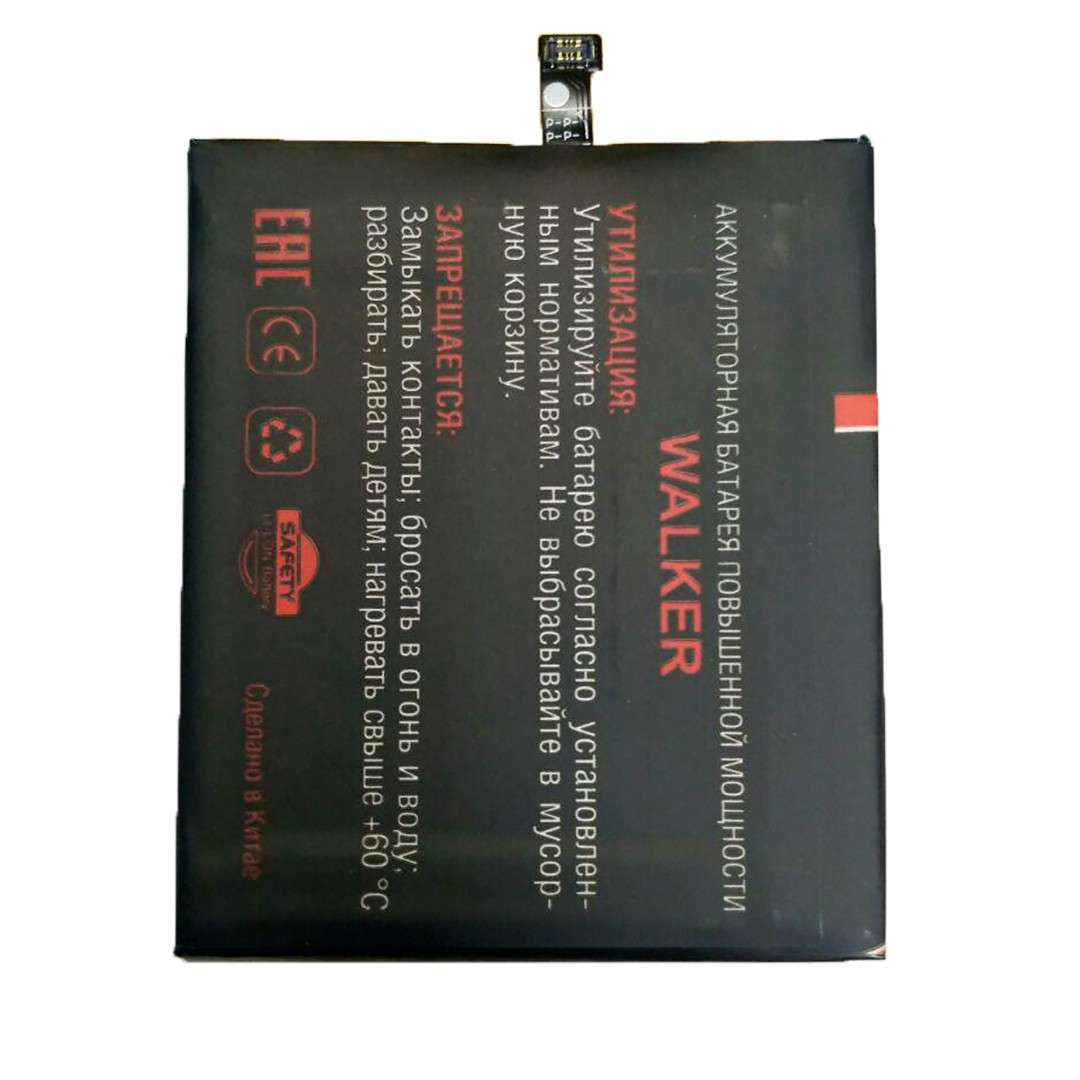 АККУМУЛЯТОРНАЯ БАТАРЕЯ ПОВЫШЕННОЙ МОЩНОСТИ
WALKER
УТИЛИЗАЦИЯ:
Утилизируйте батарею согласно установлен-
ным нормативам. Не выбрасывайте в мусор-
ную корзину.
ЗАПРЕЩАЕТСЯ:
Замыкать контакты; бросать в огонь и воду;
разбирать; давать детям; нагревать свыше +60 °С
EAC CE SAFETY
Battery
Сделано в Китае